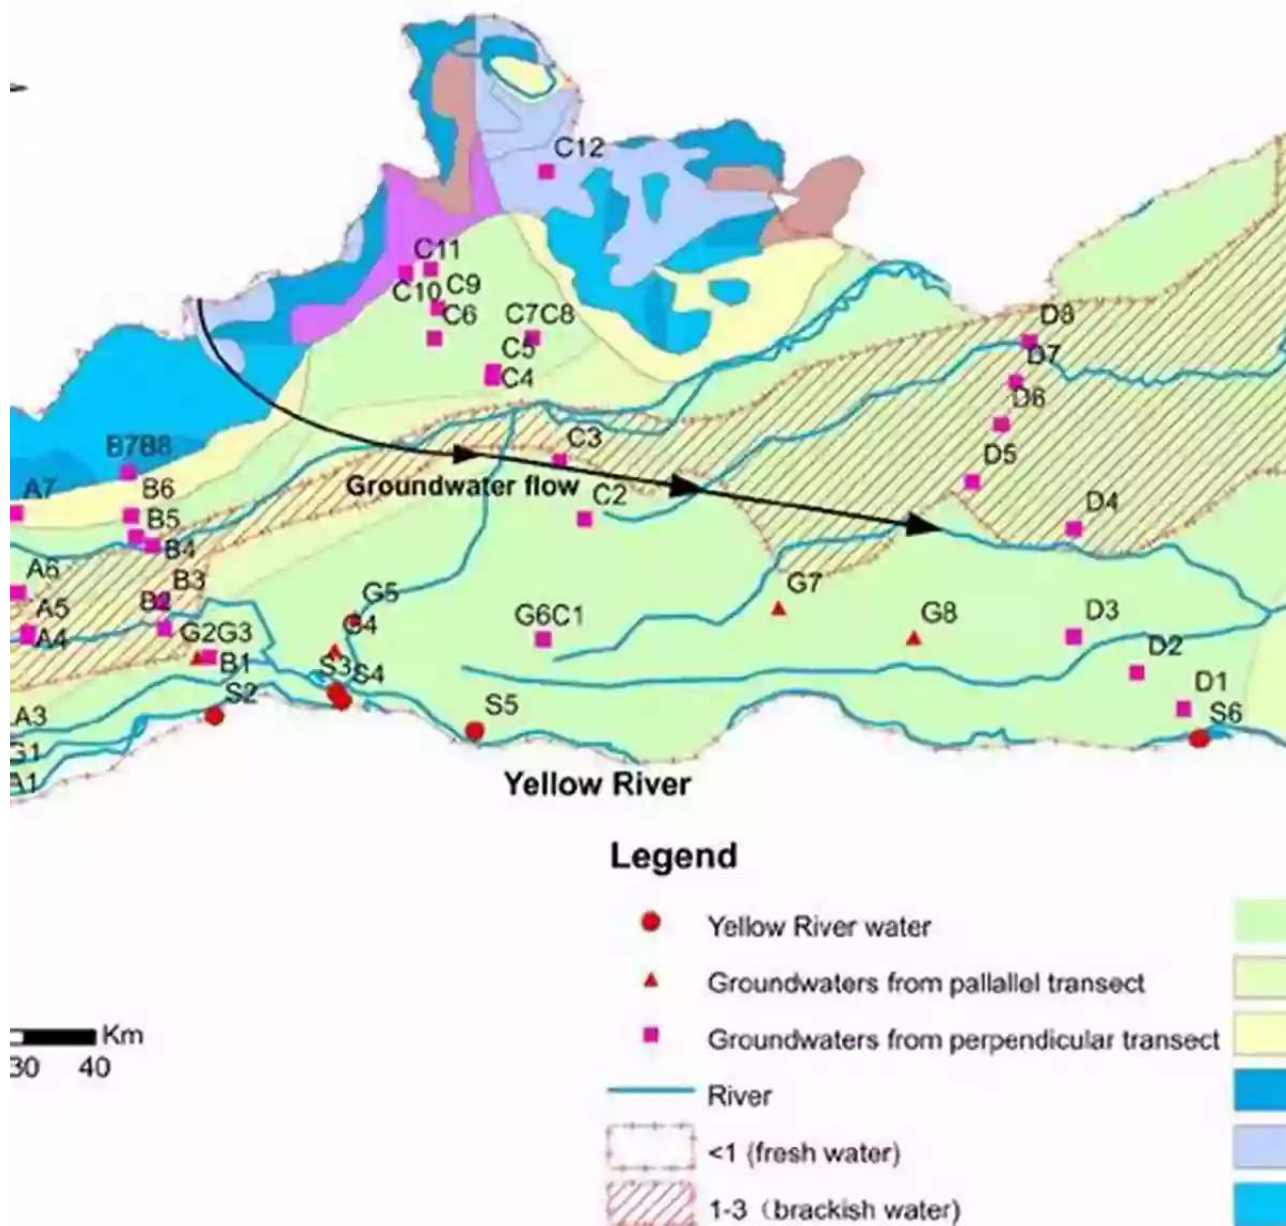 C12
C11
C10
C9
C6
C7C8
C5
C4
D8
D7
D6
D5
D4
C3
C2
Groundwater flow
B7B8
A7
B6
B5
B4
A6
B3
B2
A5
A4
G2G3
B1
G5
G4
S3
S4
G6C1
G7
G8
D3
D2
D1
S2
S5
S6
A3
G1
A1
Yellow River
Legend
Yellow River water
Groundwaters from pallallel transect
Groundwaters from perpendicular transect
River
<1 (fresh water)
1-3 (brackish water)
Km
30 40